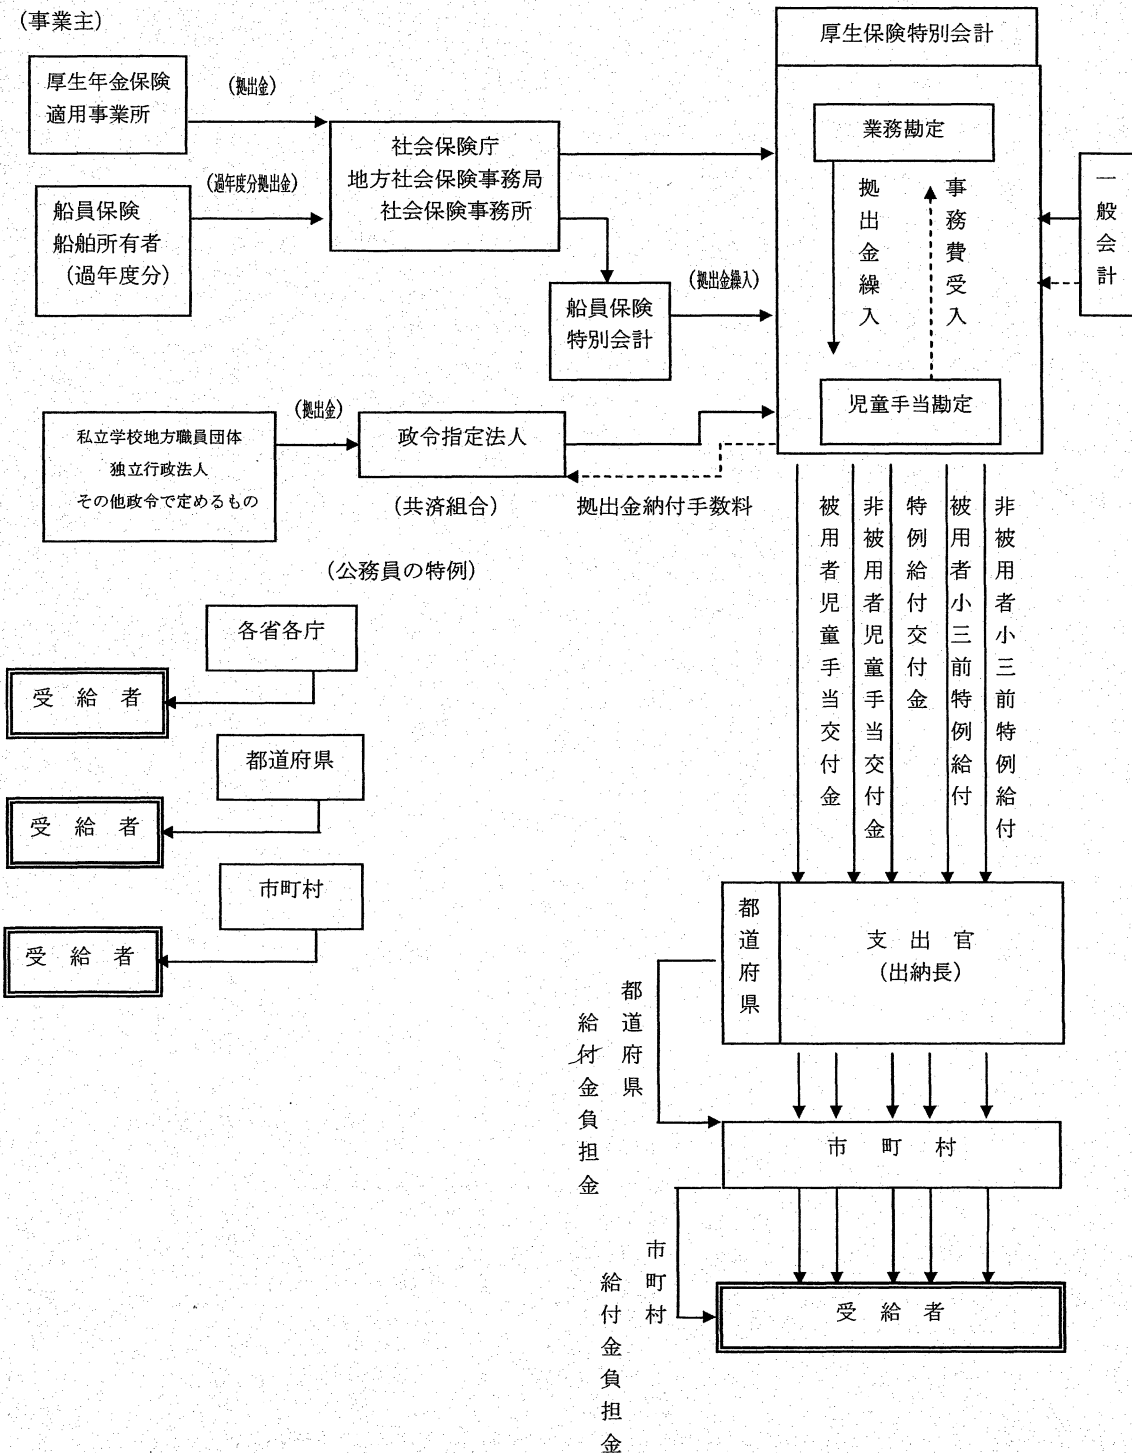 （事業主）
厚生保険特別会計
厚生年金保険
適用事業所
（拠出金）
業務勘定
社会保険庁
地方社会保険事務局
社会保険事務所
船員保険
船舶所有者
（過年度分）
（過年度分拠出金）
拠出金繰入
事務費受入
一般会計
船員保険
特別会計
（拠出金繰入）
児童手当勘定
私立学校地方職員団体
独立行政法人
その他政令で定めるもの
（拠出金）
政令指定法人
（共済組合）
拠出金納付手数料
被用者児童手当交付金
非被用者児童手当交付金
特例給付交付金
被用者小三前特例給付
非被用者小三前特例給付
（公務員の特例）
各省各庁
受　給　者
都道府県
受　給　者
市町村
受　給　者
都道府県
支　出　官
（出納長）
都道府県
給付金負担金
市　町　村
市町村
給付金負担金
受　給　者